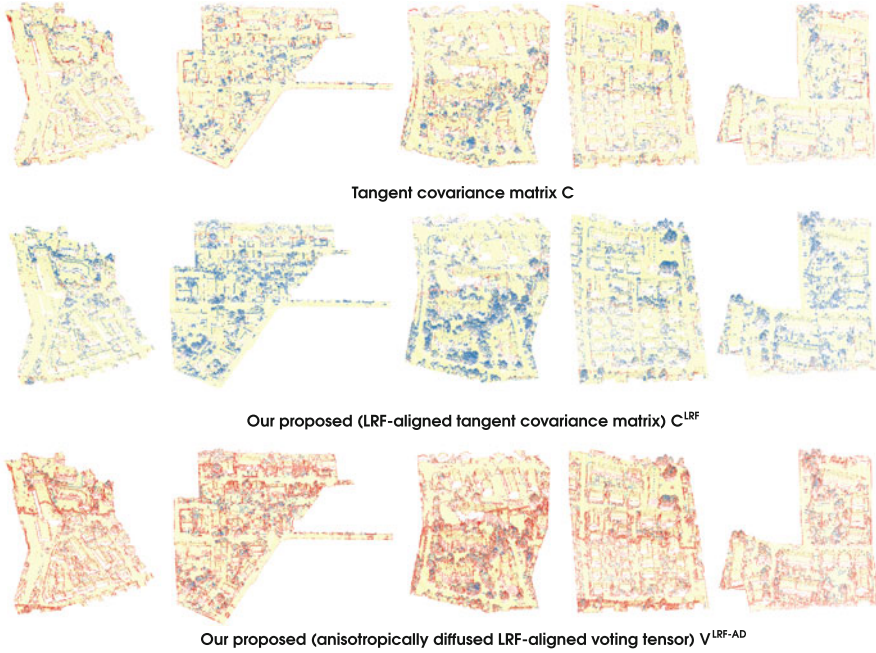 Tangent covariance matrix C
Our proposed (LRF-aligned tangent covariance matrix) C^LRF
Our proposed (anisotropically diffused LRF-aligned voting tensor) V^LRF-AD